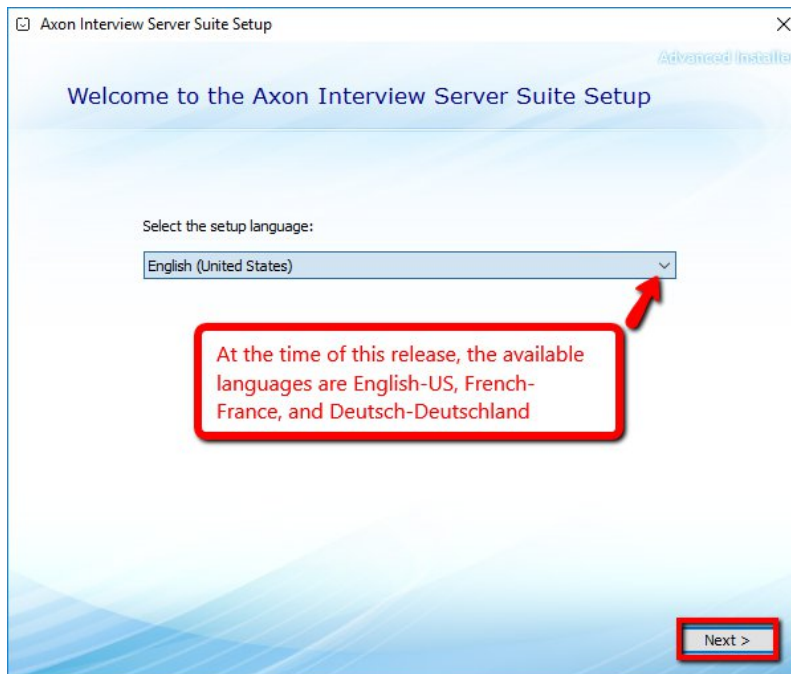 Axon Interview Server Suite Setup
Advanced Installer
Welcome to the Axon Interview Server Suite Setup
Select the setup language:
English (United States)
At the time of this release, the available
languages are English-US, French-
France, and Deutsch-Deutschland
Next >